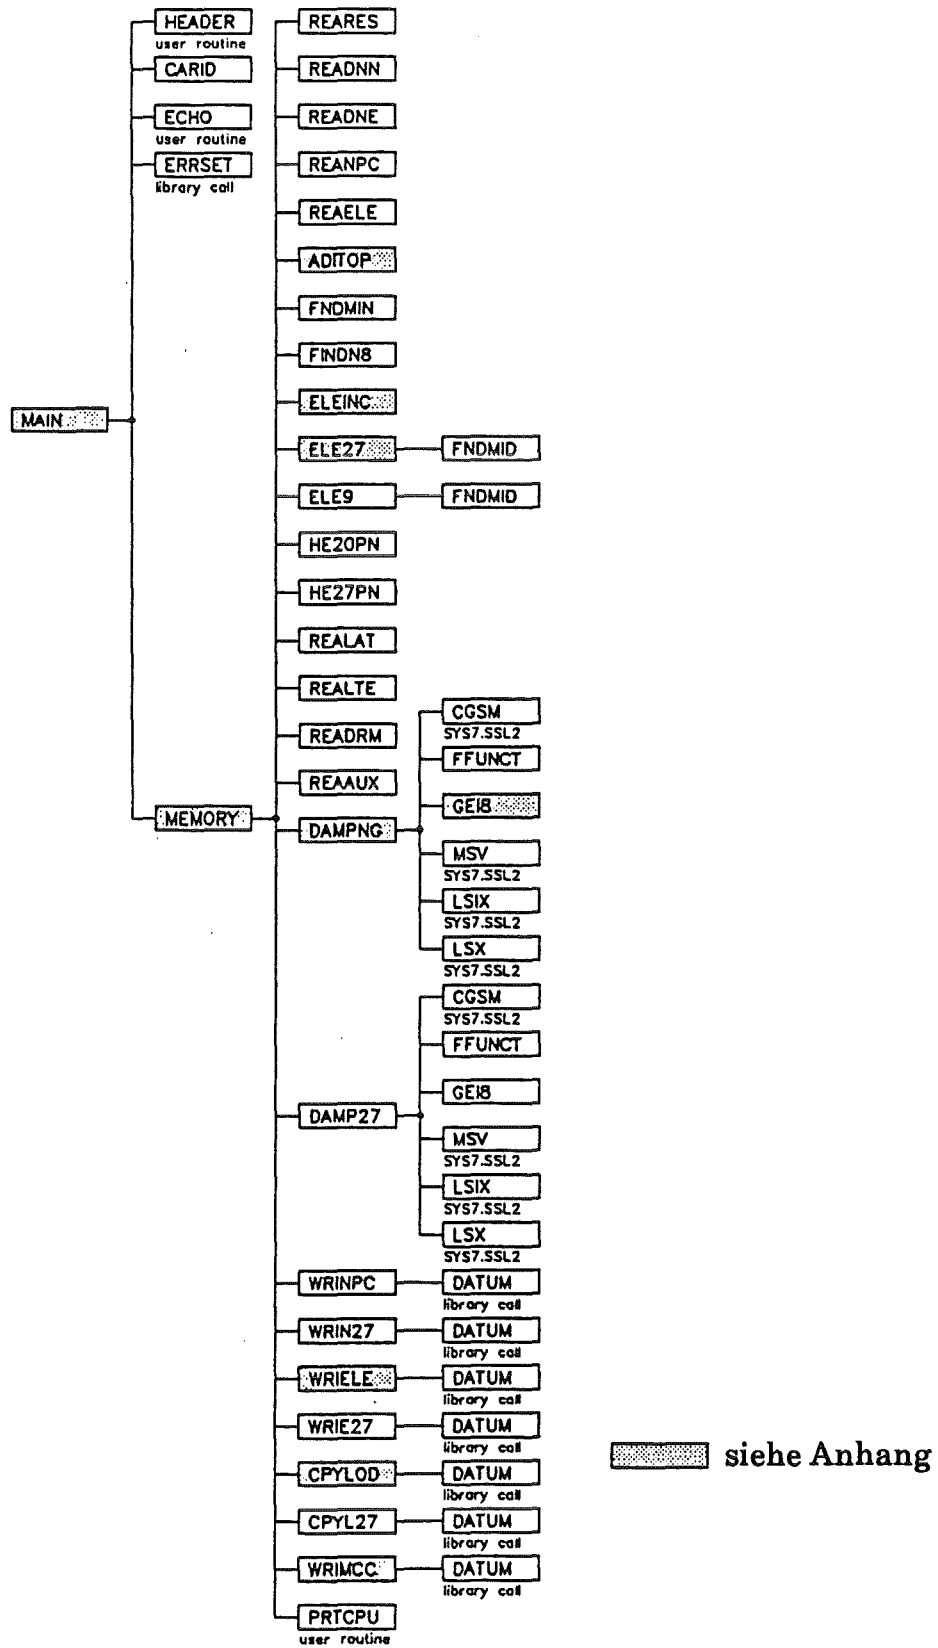 HEADER
user routine
CARID
ECHO
user routine
ERRSET
library call
MAIN
MEMORY
REARES
READNN
READNE
REANPC
REAELE
ADITOP
FNDMIN
FINDN8
ELEINC
ELE27
FNDMID
ELE9
FNDMID
HE20PN
HE27PN
REALAT
REALTE
READRM
REAAUX
DAMPNG
CGSM
SYS7.SSL2
FFUNCT
GEI8
MSV
SYS7.SSL2
LSIX
SYS7.SSL2
LSX
SYS7.SSL2
DAMP27
CGSM
SYS7.SSL2
FFUNCT
GEI8
MSV
SYS7.SSL2
LSIX
SYS7.SSL2
LSX
SYS7.SSL2
WRINPC
DATUM
library call
WRIN27
DATUM
library call
WRIELE
DATUM
library call
WRIE27
DATUM
library call
CPYLOD
DATUM
library call
CPYL27
DATUM
library call
WRIMCC
DATUM
library call
PRTCPU
user routine
siehe Anhang